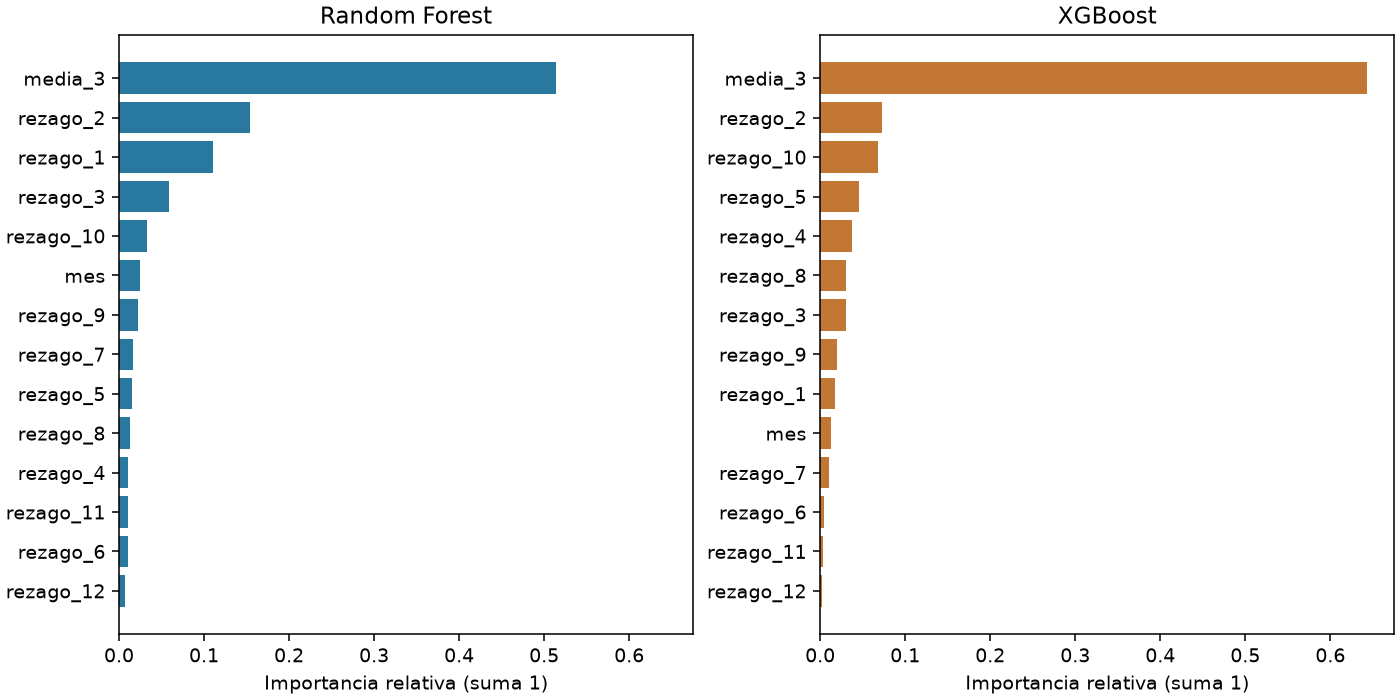 Random Forest
media_3
rezago_2
rezago_1
rezago_3
rezago_10
mes
rezago_9
rezago_7
rezago_5
rezago_8
rezago_4
rezago_11
rezago_6
rezago_12
0.0 0.1 0.2 0.3 0.4 0.5 0.6
Importancia relativa (suma 1)
XGBoost
media_3
rezago_2
rezago_10
rezago_5
rezago_4
rezago_8
rezago_3
rezago_9
rezago_1
mes
rezago_7
rezago_6
rezago_11
rezago_12
0.0 0.1 0.2 0.3 0.4 0.5 0.6
Importancia relativa (suma 1)